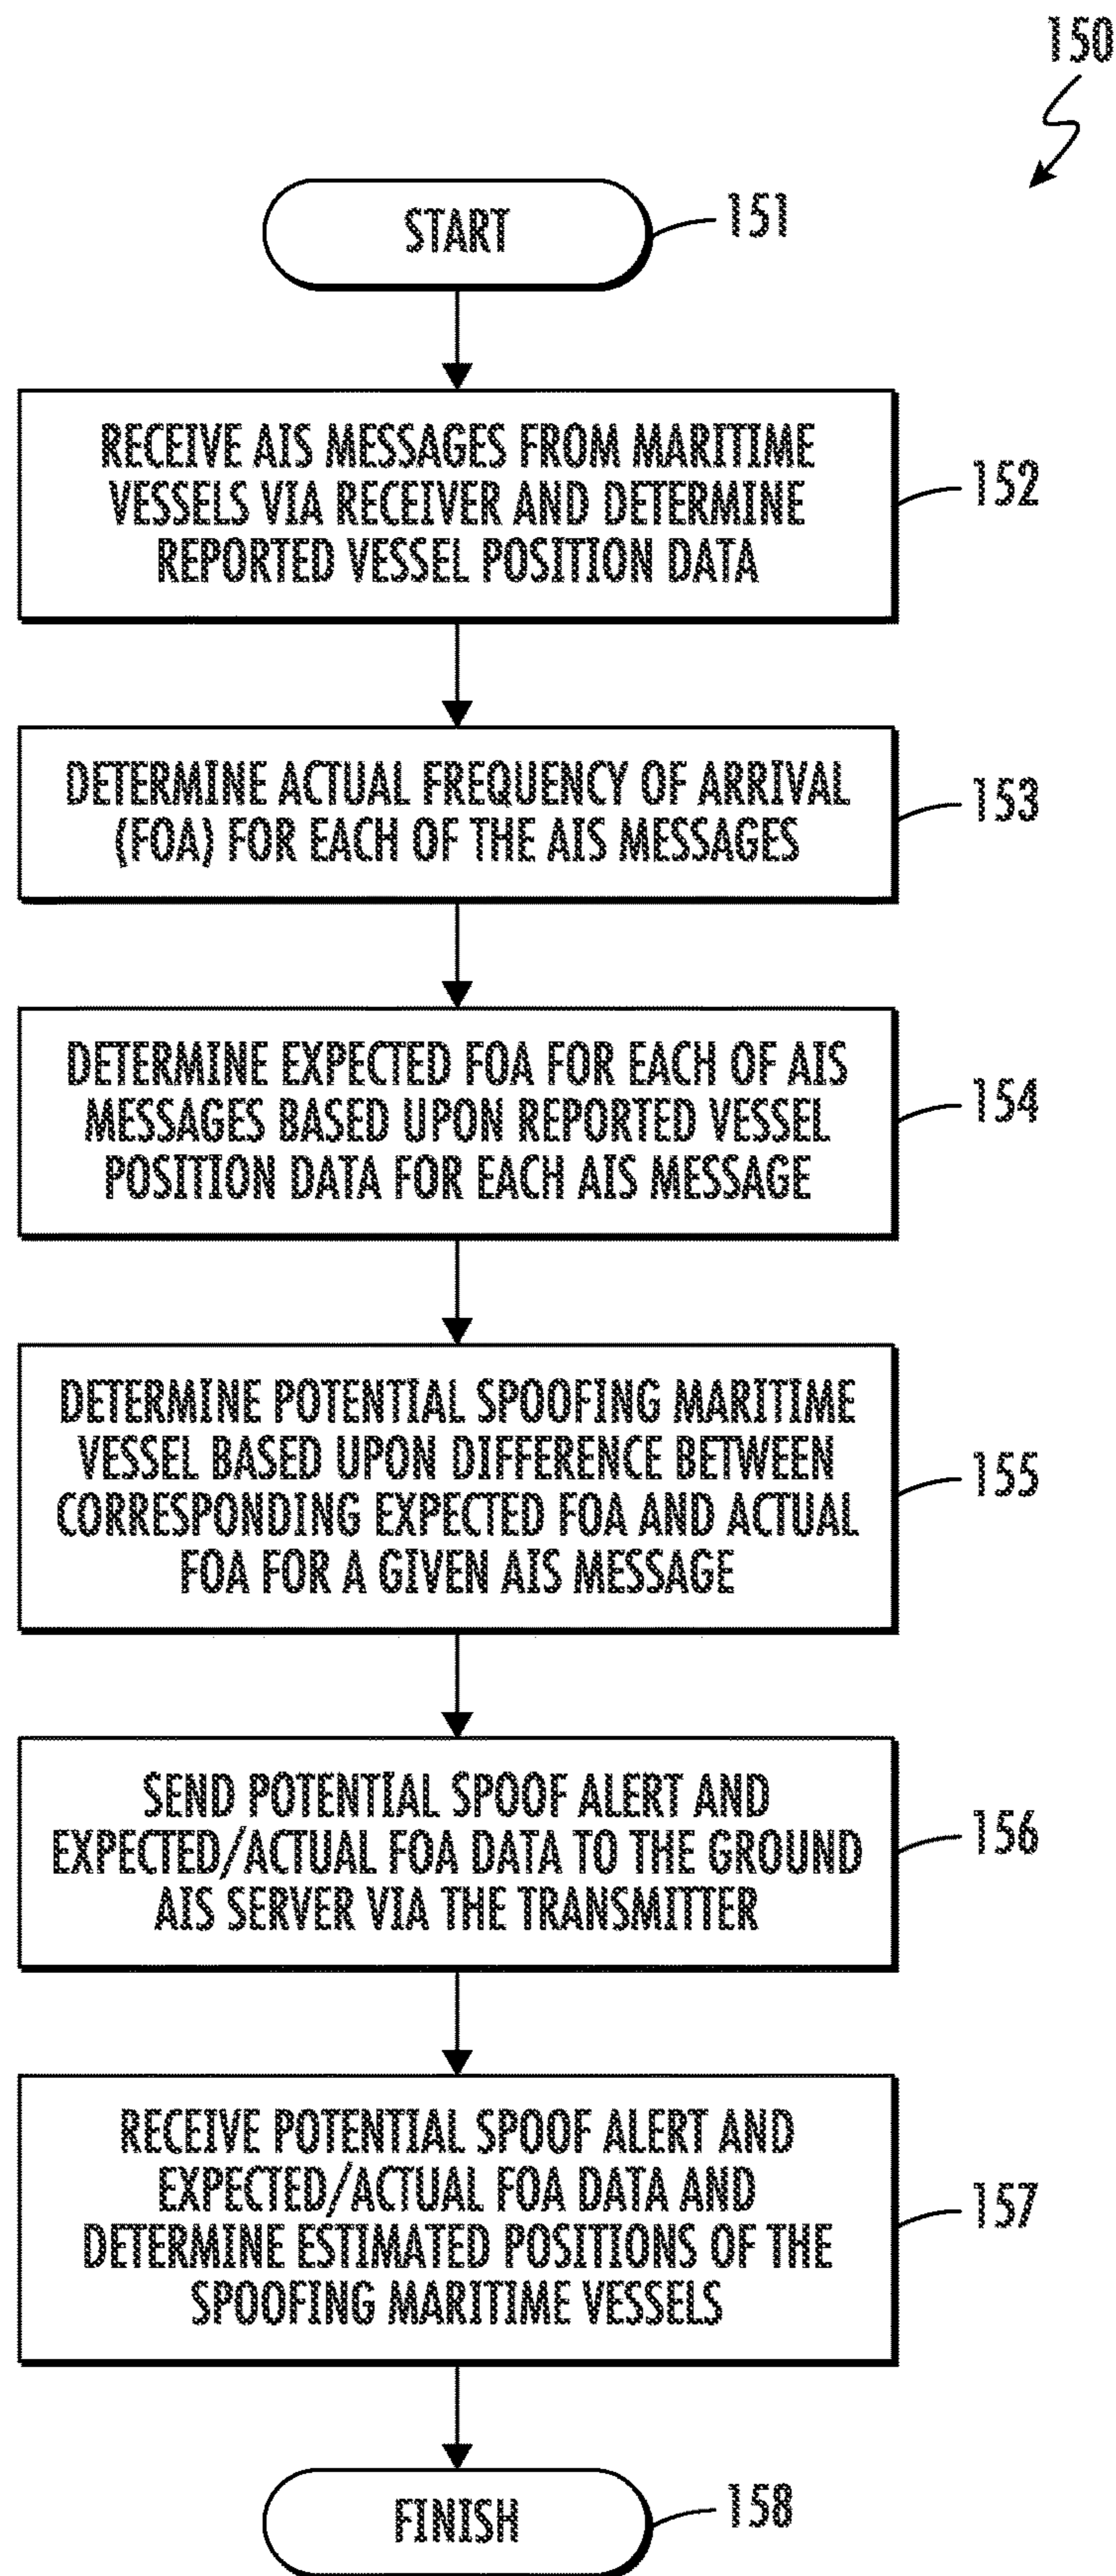 150
START
151
RECEIVE AIS MESSAGES FROM MARITIME
VESSELS VIA RECEIVER AND DETERMINE
REPORTED VESSEL POSITION DATA
152
DETERMINE ACTUAL FREQUENCY OF ARRIVAL
(FOA) FOR EACH OF THE AIS MESSAGES
153
DETERMINE EXPECTED FOA FOR EACH OF AIS
MESSAGES BASED UPON REPORTED VESSEL
POSITION DATA FOR EACH AIS MESSAGE
154
DETERMINE POTENTIAL SPOOFING MARITIME
VESSEL BASED UPON DIFFERENCE BETWEEN
CORRESPONDING EXPECTED FOA AND ACTUAL
FOA FOR A GIVEN AIS MESSAGE
155
SEND POTENTIAL SPOOF ALERT AND
EXPECTED/ACTUAL FOA DATA TO THE GROUND
AIS SERVER VIA THE TRANSMITTER
156
RECEIVE POTENTIAL SPOOF ALERT AND
EXPECTED/ACTUAL FOA DATA AND
DETERMINE ESTIMATED POSITIONS OF THE
SPOOFING MARITIME VESSELS
157
FINISH
158